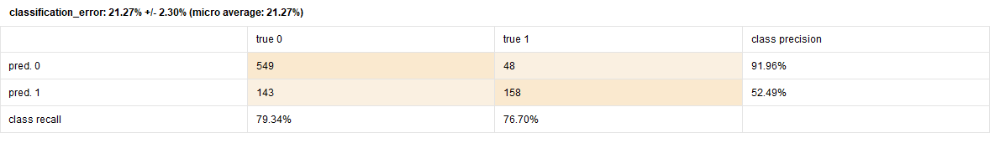 classification_error: 21.27% +/- 2.30% (micro average: 21.27%)
true 0 true 1 class precision
pred. 0 549 48 91.96%
pred. 1 143 158 52.49%
class recall 79.34% 76.70%